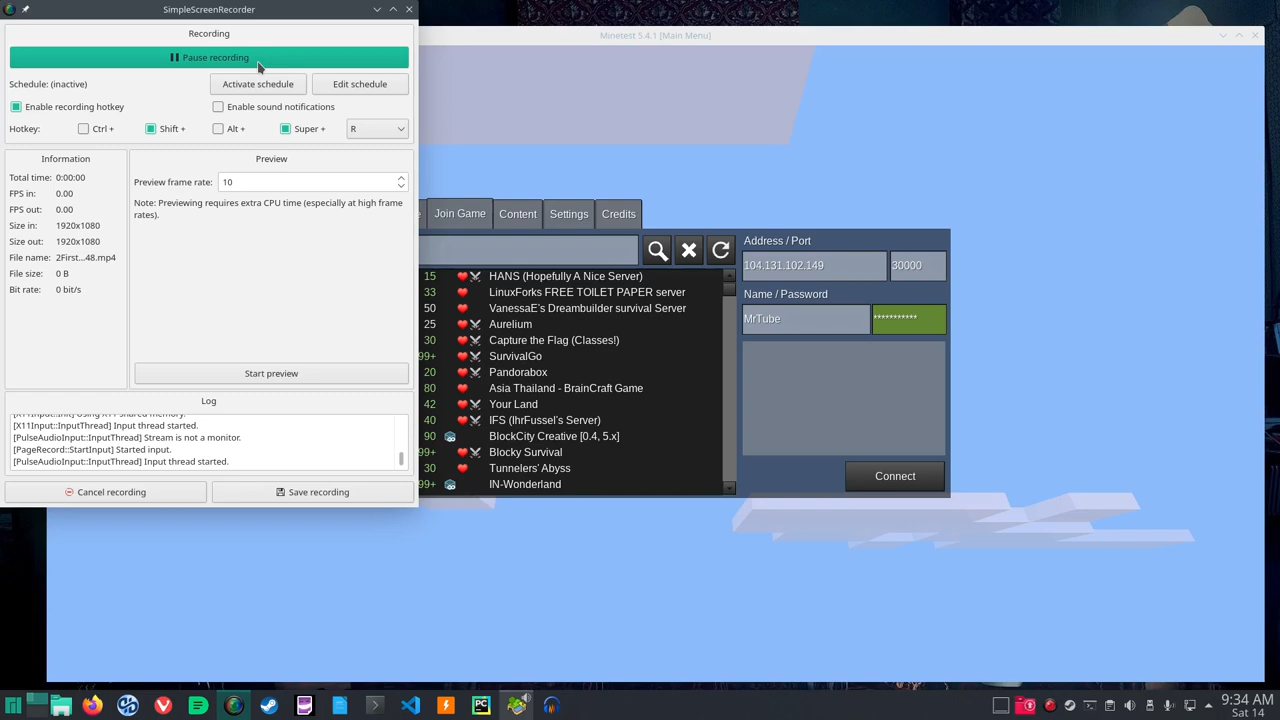 SimpleScreenRecorder
Recording
Pause recording
Schedule: (inactive)
Activate schedule
Edit schedule
Enable recording hotkey
Enable sound notifications
Hotkey:
Ctrl +
Shift +
Alt +
Super +
R
Information
Total time: 0:00:00
FPS in: 0.00
FPS out: 0.00
Size in: 1920x1080
Size out: 1920x1080
File name: 2First...48.mp4
File size: 0 B
Bit rate: 0 bit/s
Preview
Preview frame rate: 10
Note: Previewing requires extra CPU time (especially at high frame
rates).
Start preview
Log
[X11Input::Init] Using X11 shared memory.
[X11Input::InputThread] Input thread started.
[PulseAudioInput::InputThread] Stream is not a monitor.
[PageRecord::StartInput] Started input.
[PulseAudioInput::InputThread] Input thread started.
Cancel recording
Save recording
Minetest 5.4.1 [Main Menu]
Join Game
Content
Settings
Credits
15 HANS (Hopefully A Nice Server)
33 LinuxForks FREE TOILET PAPER server
50 VanessaE's Dreambuilder survival Server
25 Aurelium
30 Capture the Flag (Classes!)
99+ SurvivalGo
20 Pandorabox
80 Asia Thailand - BrainCraft Game
42 Your Land
40 IFS (IhrFussel's Server)
90 BlockCity Creative [0.4, 5.x]
99+ Blocky Survival
30 Tunnelers' Abyss
99+ IN-Wonderland
Address / Port
104.131.102.149
30000
Name / Password
MrTube
***********
Connect
PC
9:34 AM
Sat 14